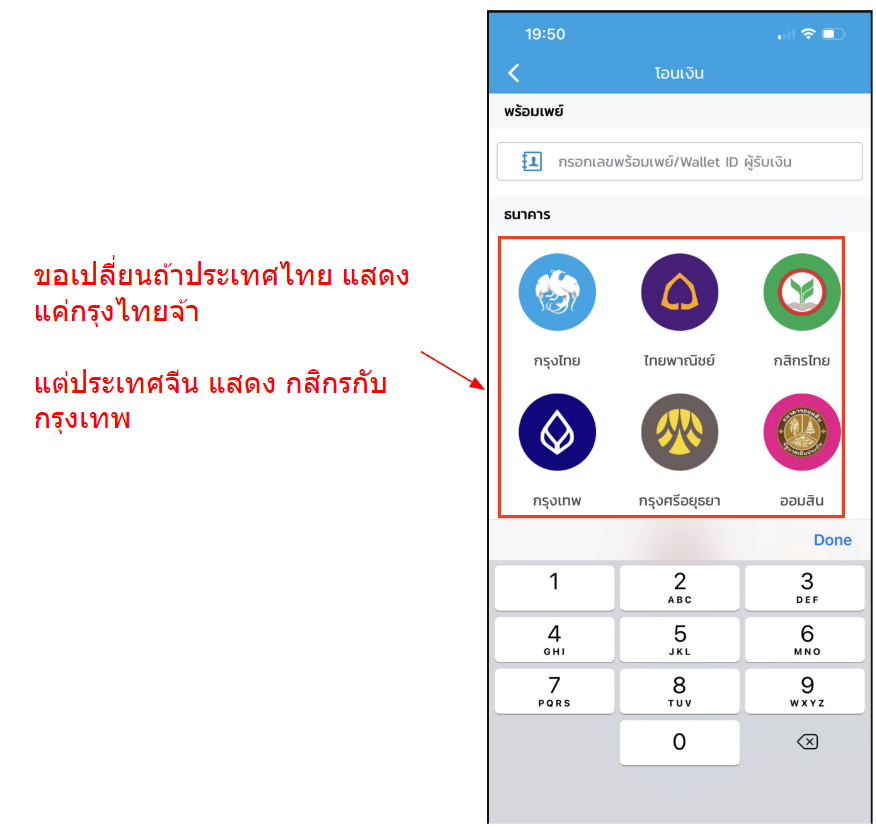 19:50
โอนเงิน
พร้อมเพย์
กรอกเลขพร้อมเพย์/Wallet ID ผู้รับเงิน
ธนาคาร
ขอเปลี่ยนถ้าประเทศไทย แสดง
แค่กรุงไทยจ้า
แต่ประเทศจีน แสดง กสิกรกับ
กรุงเทพ
กรุงไทย ไทยพาณิชย์ กสิกรไทย
กรุงเทพ กรุงศรีอยุธยา ออมสิน
Done
1 2 3
ABC DEF
4 5 6
GHI JKL MNO
7 8 9
PQRS TUV WXYZ
0